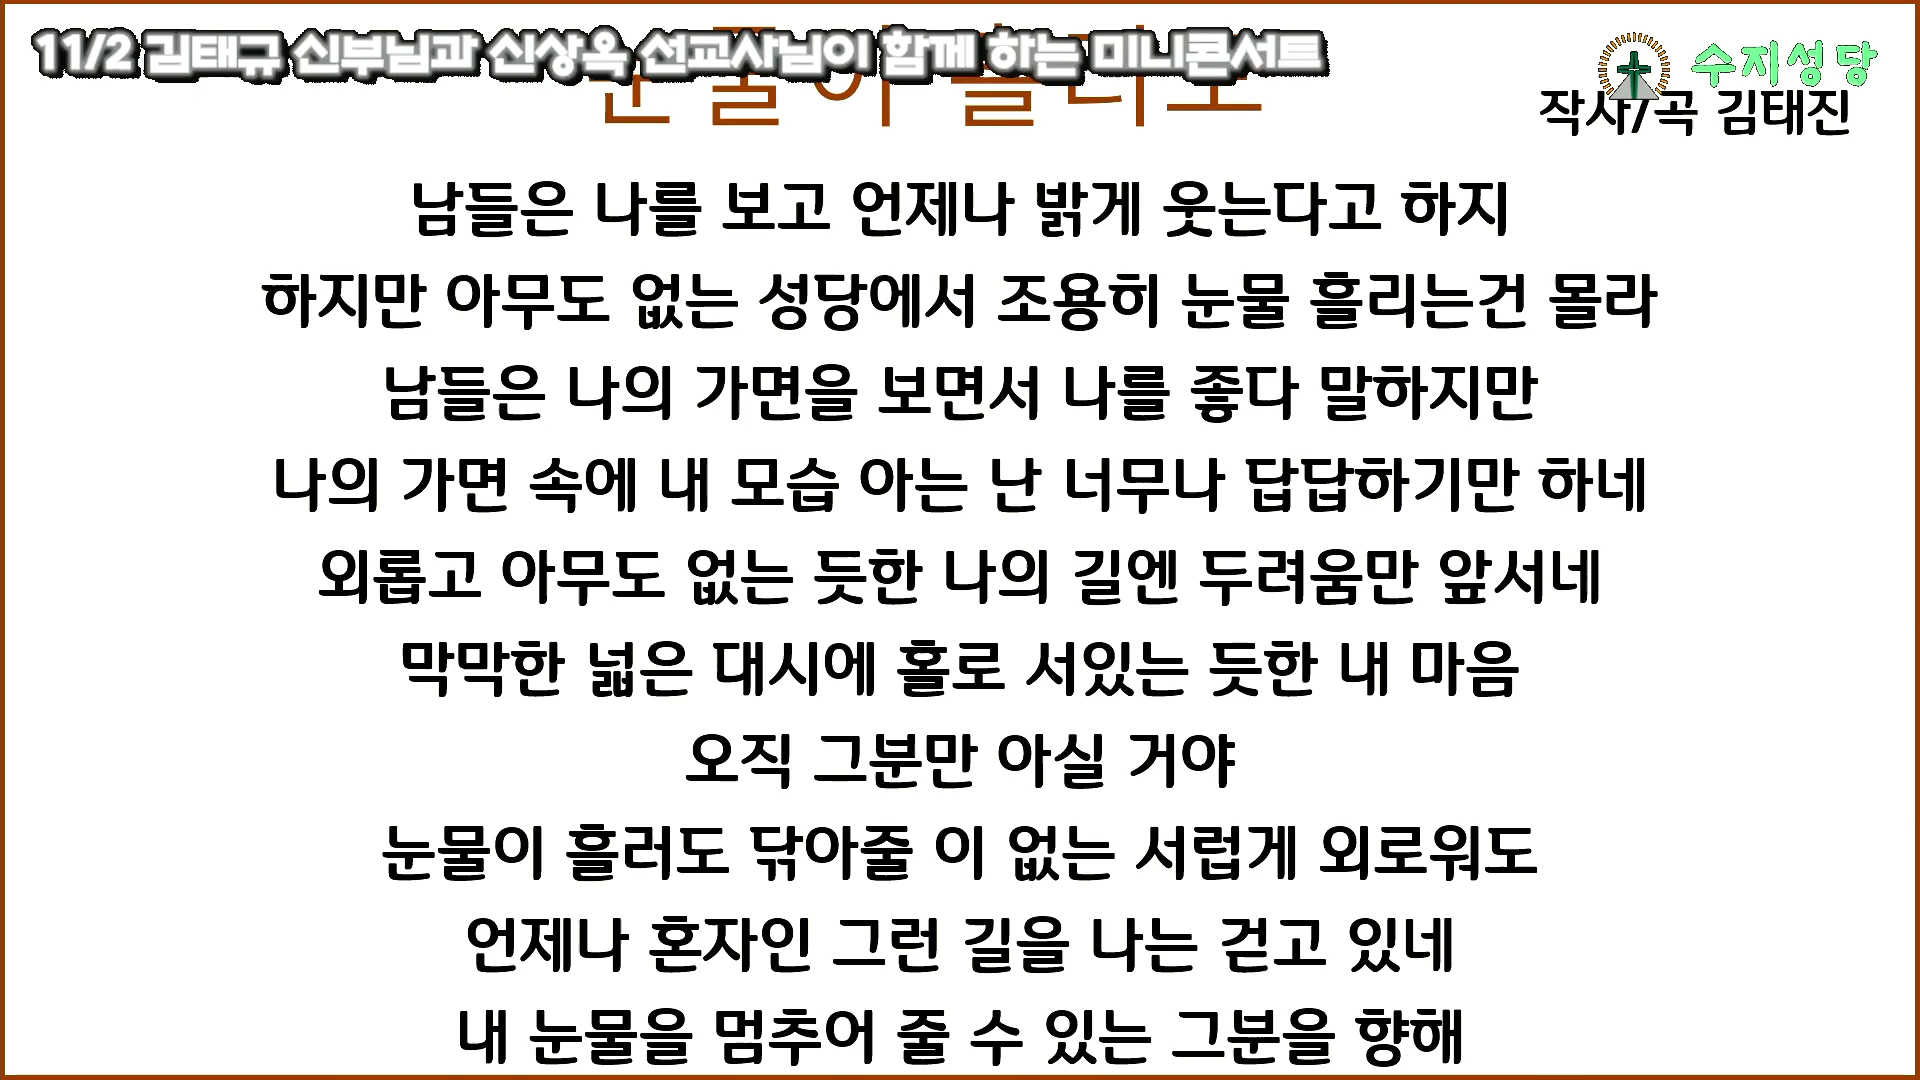 11/2 김태규 신부님과 신상옥 선교사님이 함께 하는 미니콘서트
수지성당
눈물이 흘러도
작사/곡 김태진
남들은 나를 보고 언제나 밝게 웃는다고 하지
하지만 아무도 없는 성당에서 조용히 눈물 흘리는건 몰라
남들은 나의 가면을 보면서 나를 좋다 말하지만
나의 가면 속에 내 모습 아는 난 너무나 답답하기만 하네
외롭고 아무도 없는 듯한 나의 길엔 두려움만 앞서네
막막한 넓은 대시에 홀로 서있는 듯한 내 마음
오직 그분만 아실 거야
눈물이 흘러도 닦아줄 이 없는 서럽게 외로워도
언제나 혼자인 그런 길을 나는 걷고 있네
내 눈물을 멈추어 줄 수 있는 그분을 향해